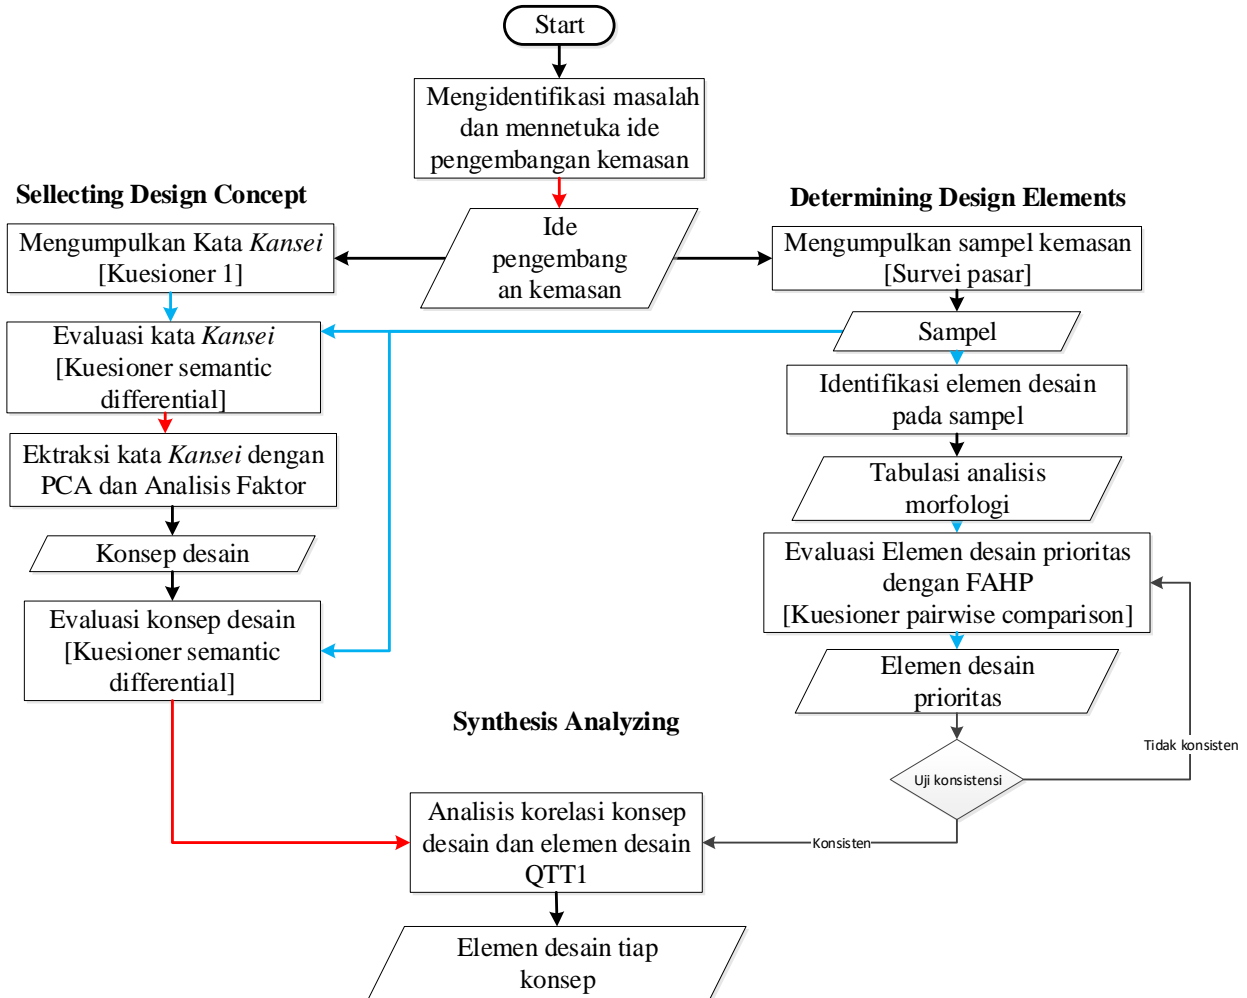 Start
Mengidentifikasi masalah
dan mennetuka ide
pengembangan kemasan
Sellecting Design Concept
Mengumpulkan Kata Kansei
[Kuesioner 1]
Evaluasi kata Kansei
[Kuesioner semantic
differential]
Ektraksi kata Kansei dengan
PCA dan Analisis Faktor
Konsep desain
Evaluasi konsep desain
[Kuesioner semantic
differential]
Ide
pengembang
an kemasan
Determining Design Elements
Mengumpulkan sampel kemasan
[Survei pasar]
Sampel
Identifikasi elemen desain
pada sampel
Tabulasi analisis
morfologi
Evaluasi Elemen desain prioritas
dengan FAHP
[Kuesioner pairwise comparison]
Elemen desain
prioritas
Uji konsistensi
Tidak konsisten
Konsisten
Synthesis Analyzing
Analisis korelasi konsep
desain dan elemen desain
QTT1
Elemen desain tiap
konsep